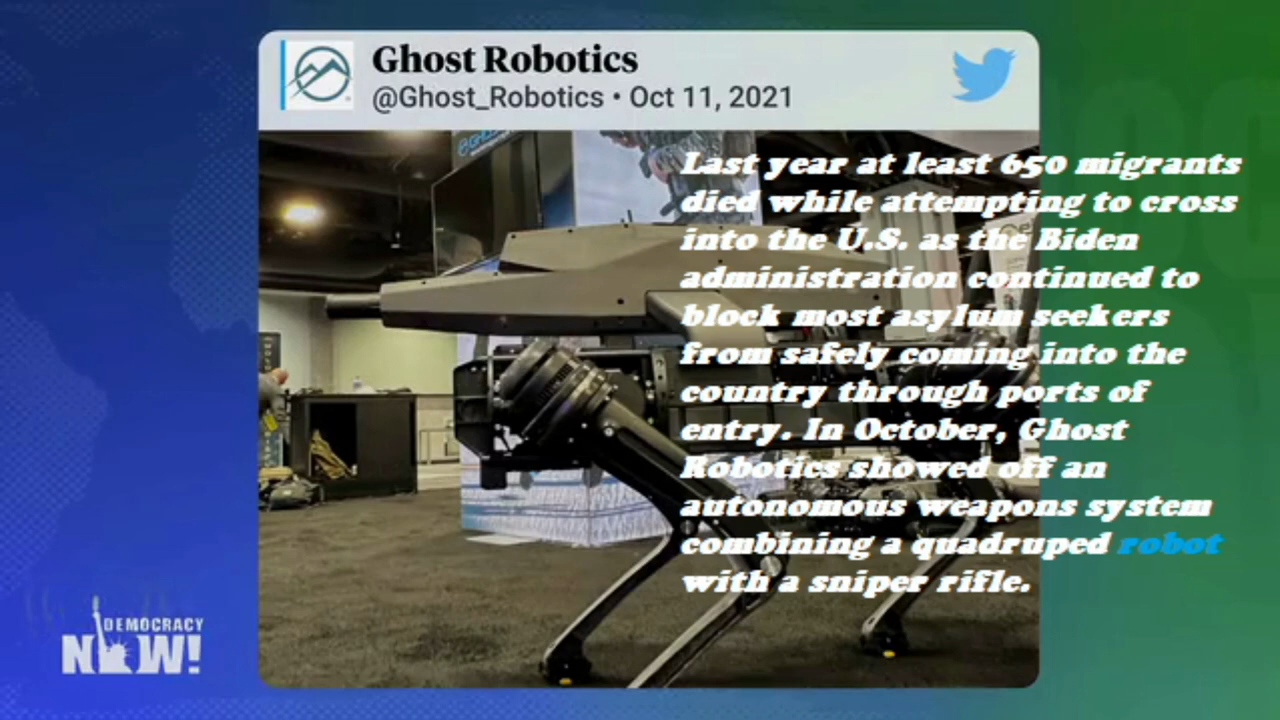 Ghost Robotics
@Ghost_Robotics • Oct 11, 2021
Last year at least 650 migrants
died while attempting to cross
into the U.S. as the Biden
administration continued to
block most asylum seekers
from safely coming into the
country through ports of
entry. In October, Ghost
Robotics showed off an
autonomous weapons system
combining a quadruped robot
with a sniper rifle.
DEMOCRACY
NOW!